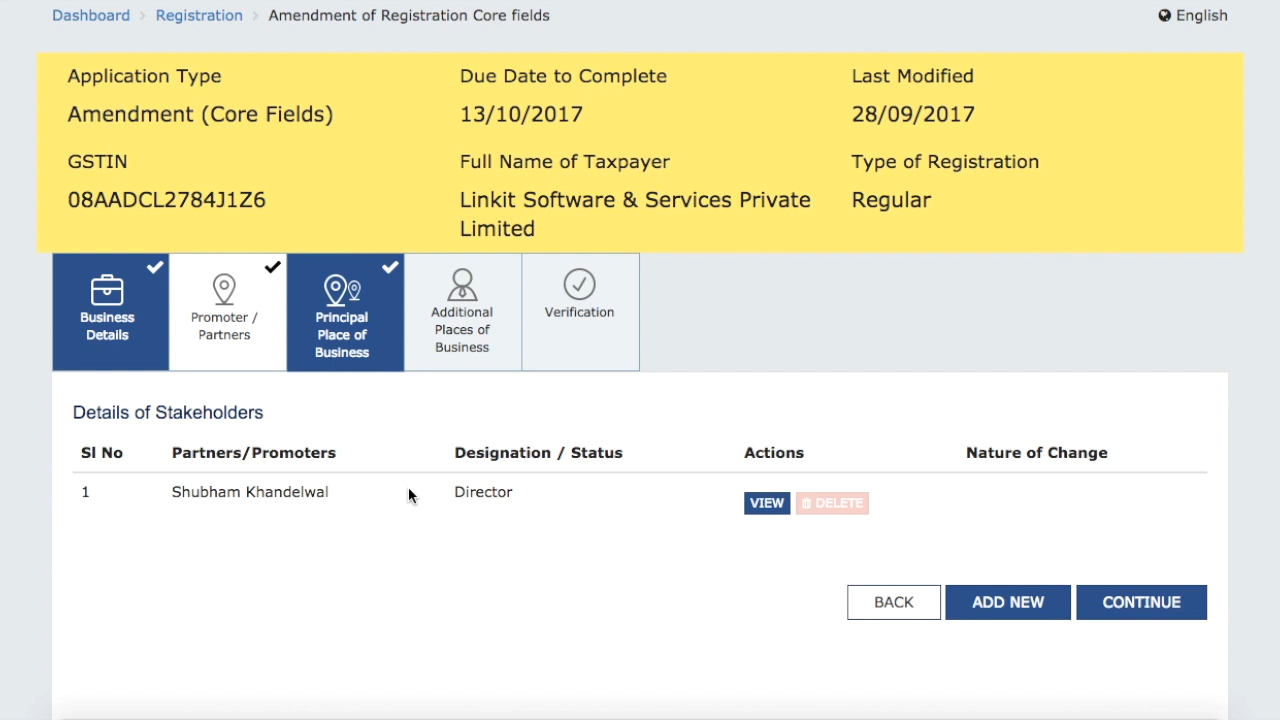 Dashboard > Registration > Amendment of Registration Core fields English
Application Type Due Date to Complete Last Modified
Amendment (Core Fields) 13/10/2017 28/09/2017
GSTIN Full Name of Taxpayer Type of Registration
08AADCL2784J1Z6 Linkit Software & Services Private Regular
Limited
Business
Details
Promoter /
Partners
Principal
Place of
Business
Additional
Places of
Business
Verification
Details of Stakeholders
Sl No Partners/Promoters Designation / Status Actions Nature of Change
1 Shubham Khandelwal Director VIEW DELETE
BACK ADD NEW CONTINUE